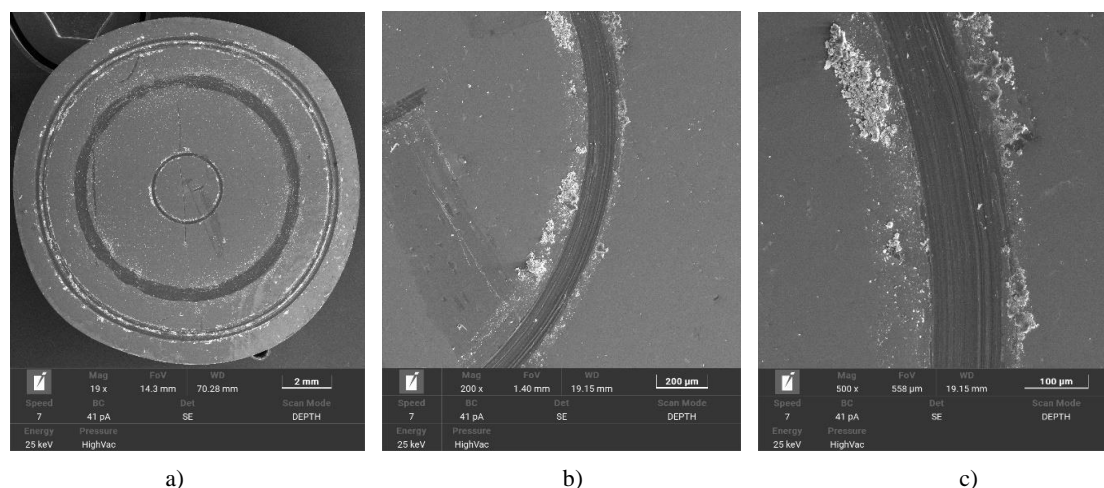 Mag FoV WD 2 mm
19 x 14.3 mm 70.28 mm
Speed BC Det Scan Mode
7 41 pA SE DEPTH
Energy Pressure
25 keV HighVac
a)
Mag FoV WD 200 µm
200 x 1.40 mm 19.15 mm
Speed BC Det Scan Mode
7 41 pA SE DEPTH
Energy Pressure
25 keV HighVac
b)
Mag FoV WD 100 µm
500 x 558 µm 19.15 mm
Speed BC Det Scan Mode
7 41 pA SE DEPTH
Energy Pressure
25 keV HighVac
c)